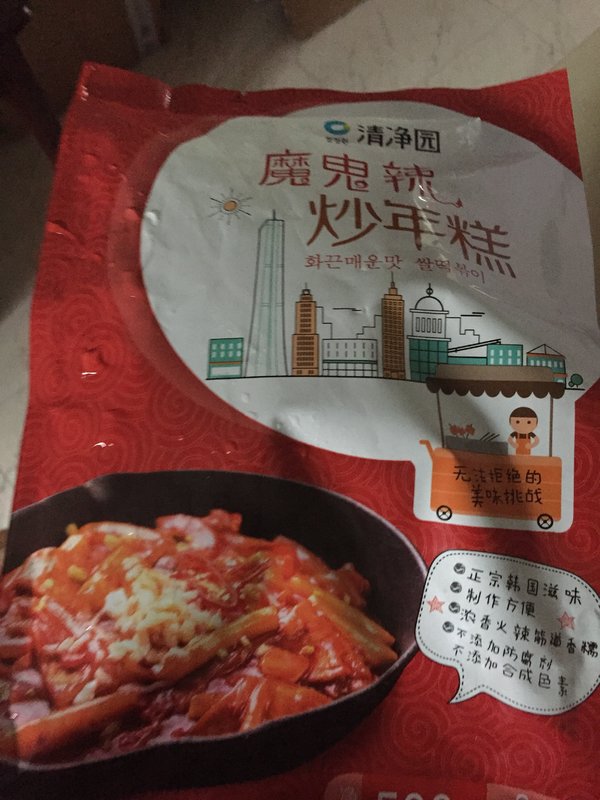 清净园
청정원
魔鬼辣
炒年糕
화끈매운맛 쌀떡볶이
无法拒绝的
美味挑战
正宗韩国滋味
制作方便
浓香火辣筋道香糯
不添加防腐剂
不添加合成色素